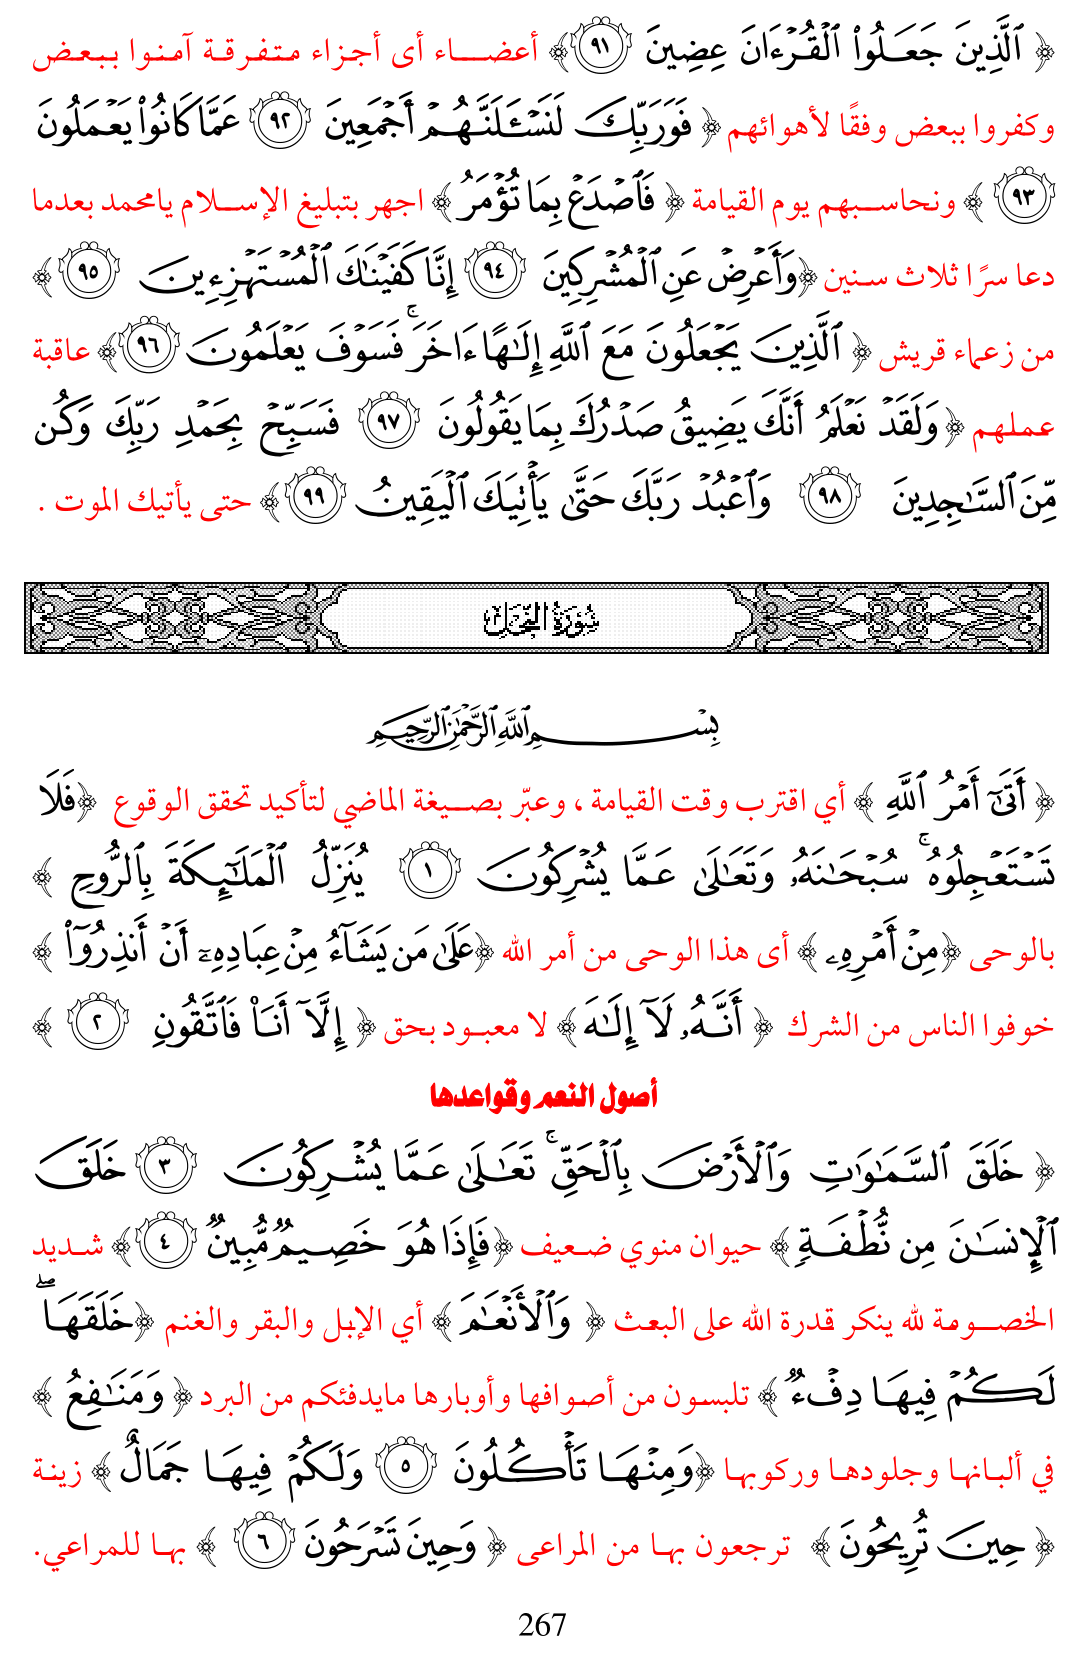 ﴿ ٱلَّذِينَ جَعَلُوا۟ ٱلْقُرْءَانَ عِضِينَ ٩١ ﴾ أعضـــاء أى أجزاء متفرقة آمنوا ببعض
وكفروا ببعض وفقًا لأهوائهم ﴿ فَوَرَبِّكَ لَنَسْـَٔلَنَّهُمْ أَجْمَعِينَ ٩٢ عَمَّا كَانُوا۟ يَعْمَلُونَ
٩٣ ﴾ ونحاسبهم يوم القيامة ﴿ فَٱصْدَعْ بِمَا تُؤْمَرُ ﴾ اجهر بتبليغ الإسلام يامحمد بعدما
دعا سرًا ثلاث سنين ﴿ وَأَعْرِضْ عَنِ ٱلْمُشْرِكِينَ ٩٤ إِنَّا كَفَيْنَٰكَ ٱلْمُسْتَهْزِءِينَ ٩٥ ﴾
من زعماء قريش ﴿ ٱلَّذِينَ يَجْعَلُونَ مَعَ ٱللَّهِ إِلَٰهًا ءَاخَرَ ۚ فَسَوْفَ يَعْلَمُونَ ٩٦ ﴾ عاقبة
عملهم ﴿ وَلَقَدْ نَعْلَمُ أَنَّكَ يَضِيقُ صَدْرُكَ بِمَا يَقُولُونَ ٩٧ فَسَبِّحْ بِحَمْدِ رَبِّكَ وَكُن
مِّنَ ٱلسَّٰجِدِينَ ٩٨ وَٱعْبُدْ رَبَّكَ حَتَّىٰ يَأْتِيَكَ ٱلْيَقِينُ ٩٩ ﴾ حتى يأتيك الموت .
سُورَةُ النَّحْلِ
بِسْمِ ٱللَّهِ ٱلرَّحْمَٰنِ ٱلرَّحِيمِ
﴿ أَتَىٰٓ أَمْرُ ٱللَّهِ ﴾ أي اقترب وقت القيامة ، وعبّر بصيغة الماضي لتأكيد تحقق الوقوع ﴿ فَلَا
تَسْتَعْجِلُوهُ ۚ سُبْحَٰنَهُۥ وَتَعَٰلَىٰ عَمَّا يُشْرِكُونَ ١ يُنَزِّلُ ٱلْمَلَٰٓئِكَةَ بِٱلرُّوحِ ﴾
بالوحى ﴿ مِنْ أَمْرِهِۦ ﴾ أى هذا الوحى من أمر الله ﴿ عَلَىٰ مَن يَشَآءُ مِنْ عِبَادِهِۦٓ أَنْ أَنذِرُوٓا۟ ﴾
خوفوا الناس من الشرك ﴿ أَنَّهُۥ لَآ إِلَٰهَ ﴾ لا معبود بحق ﴿ إِلَّآ أَنَا۠ فَٱتَّقُونِ ٢ ﴾
أصول النعم وقواعدها
﴿ خَلَقَ ٱلسَّمَٰوَٰتِ وَٱلْأَرْضَ بِٱلْحَقِّ ۚ تَعَٰلَىٰ عَمَّا يُشْرِكُونَ ٣ خَلَقَ
ٱلْإِنسَٰنَ مِن نُّطْفَةٍ ﴾ حيوان منوي ضعيف ﴿ فَإِذَا هُوَ خَصِيمٌ مُّبِينٌ ٤ ﴾ شديد
الخصومة لله ينكر قدرة الله على البعث ﴿ وَٱلْأَنْعَٰمَ ﴾ أي الإبل والبقر والغنم ﴿ خَلَقَهَا ۖ
لَكُمْ فِيهَا دِفْءٌ ﴾ تلبسون من أصوافها وأوبارها مايدفئكم من البرد ﴿ وَمَنَٰفِعُ ﴾
في ألبانها وجلودها وركوبها ﴿ وَمِنْهَا تَأْكُلُونَ ٥ وَلَكُمْ فِيهَا جَمَالٌ ﴾ زينة
﴿ حِينَ تُرِيحُونَ ﴾ ترجعون بها من المراعى ﴿ وَحِينَ تَسْرَحُونَ ٦ ﴾ بها للمراعي.
267